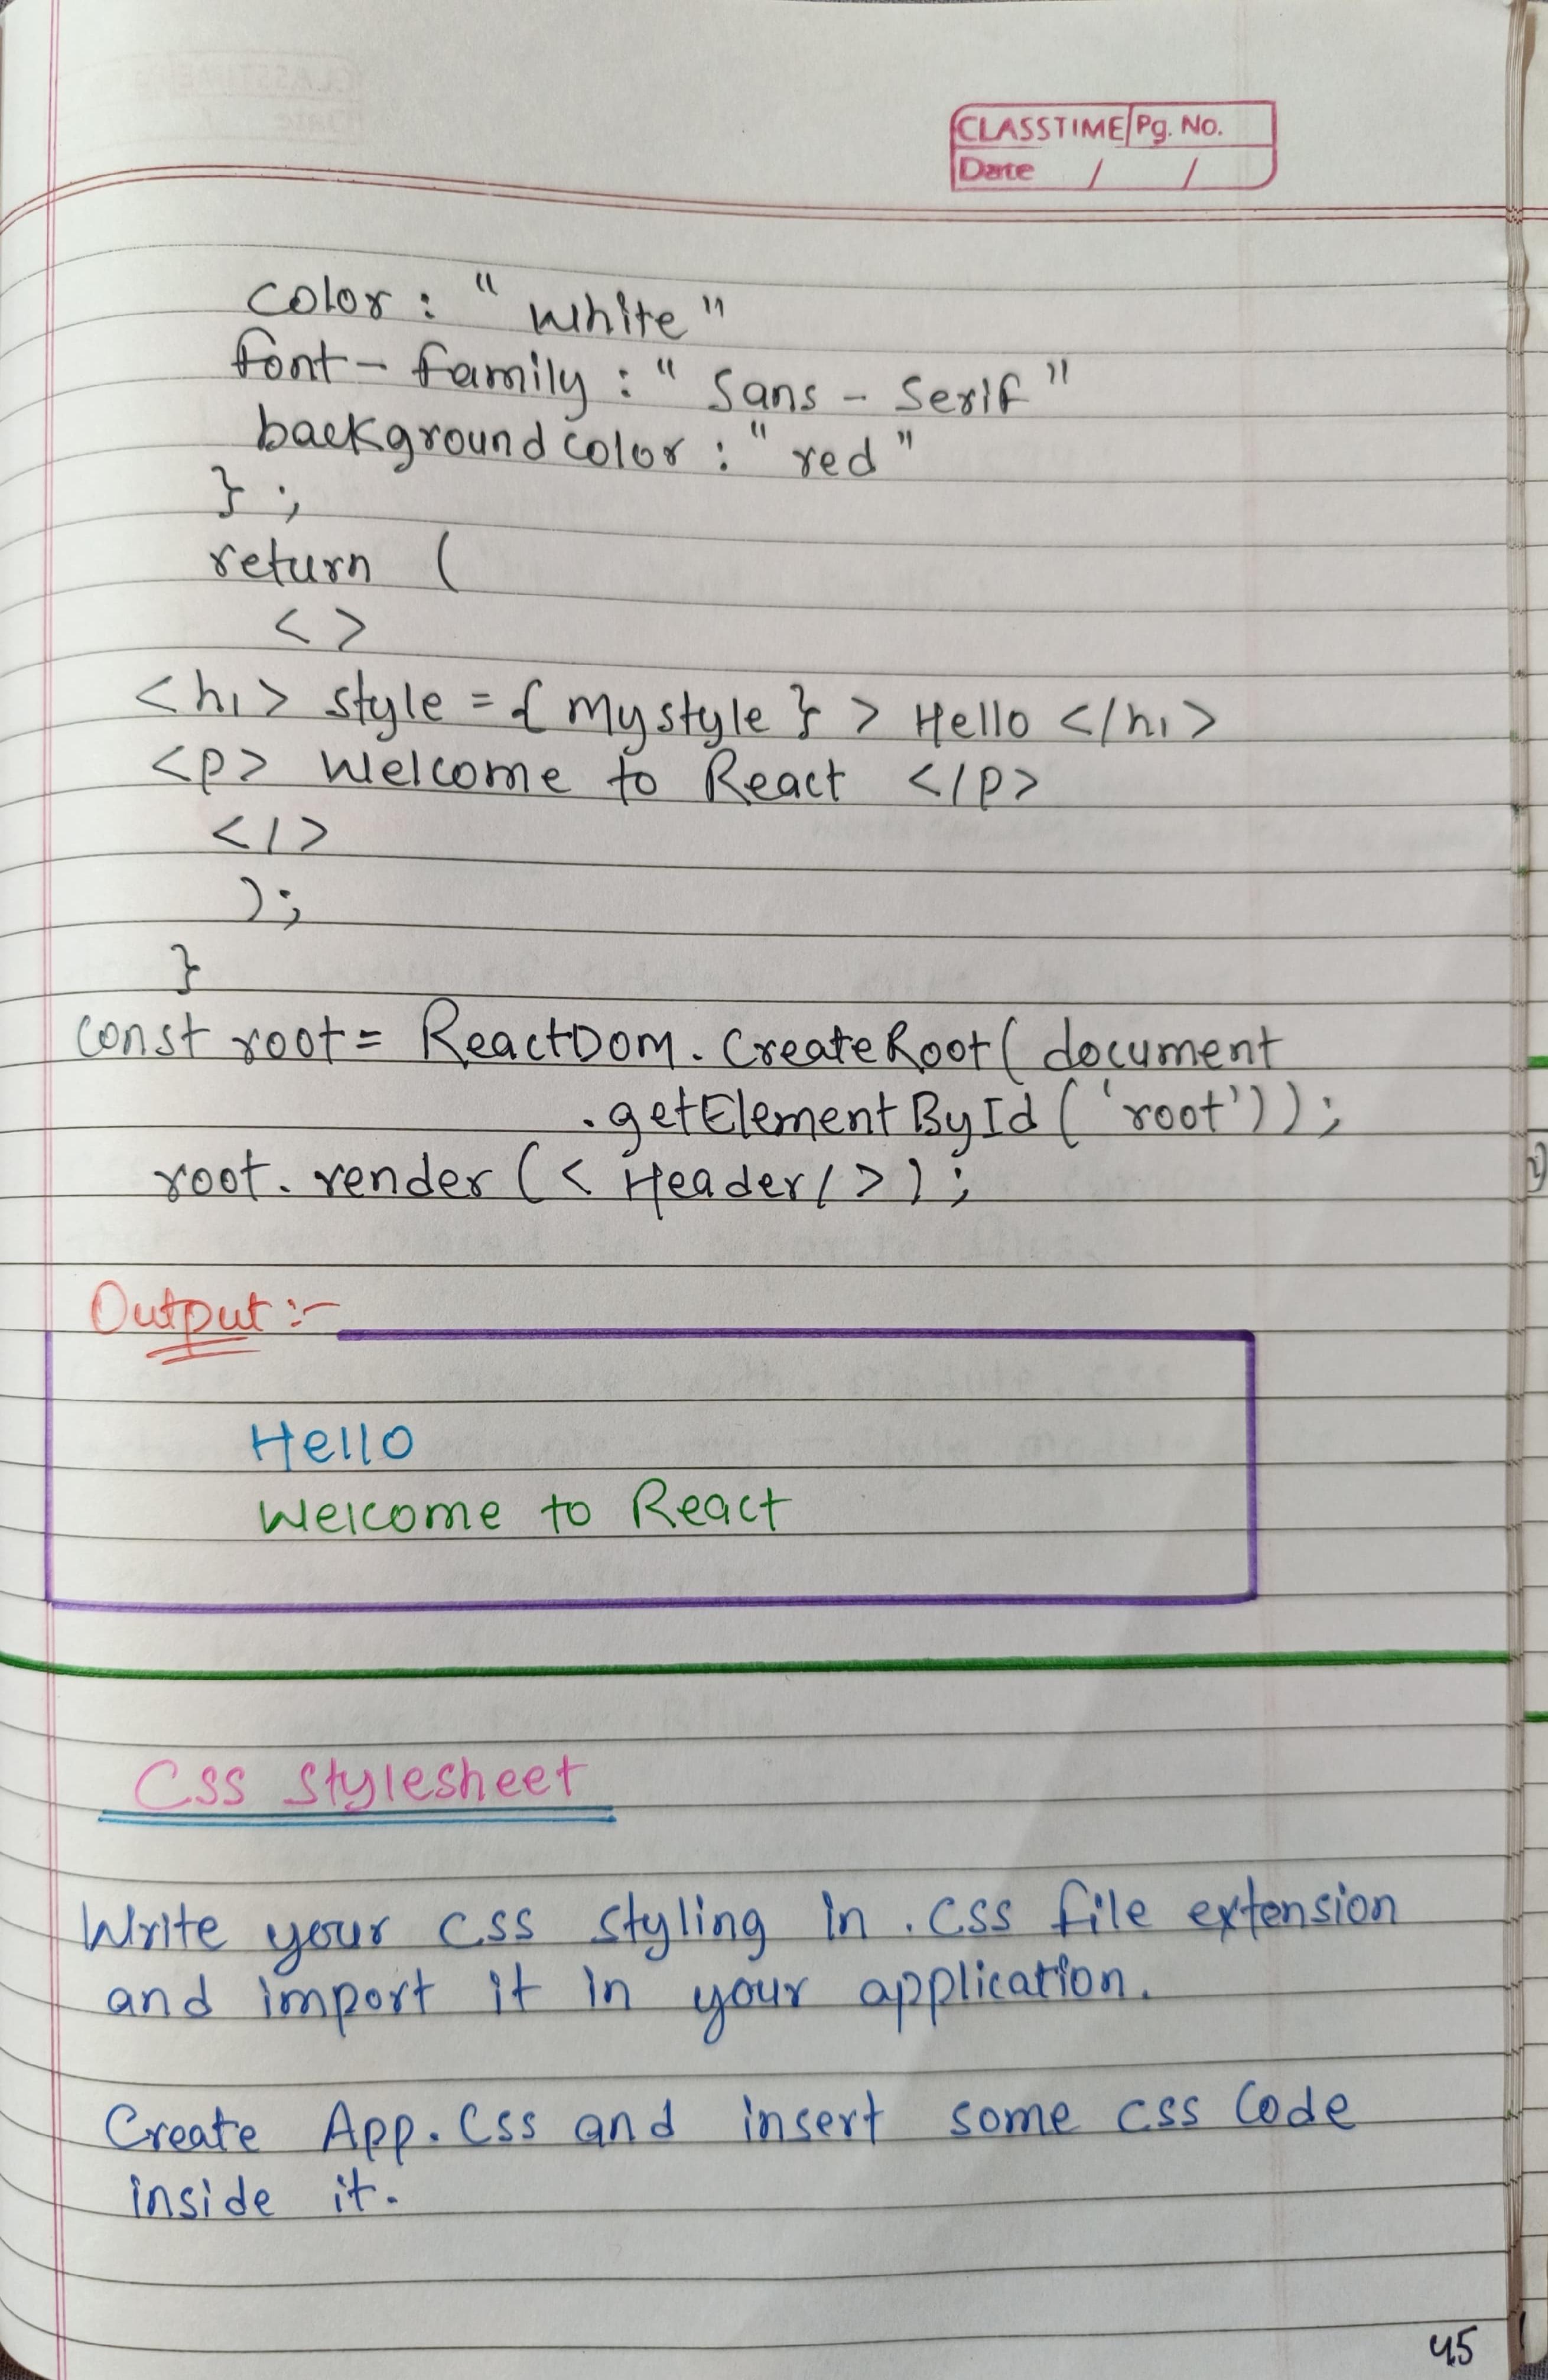 CLASSTIME Pg. No.
Date / /
color : " white "
font - family : " Sans - Serif "
background color : " red "
} ;
return (
< >
<h1> style = { mystyle } > Hello </h1>
<p> Welcome to React </p>
</>
);
}
const root = ReactDom . CreateRoot ( document
. getElement By Id ( 'root' ) ) ;
root . render ( < Header / > ) ;
Output :-
Hello
Welcome to React
Css Stylesheet
Write your css styling in . css file extension
and import it in your application.
Create App. Css and insert some css Code
inside it.
45